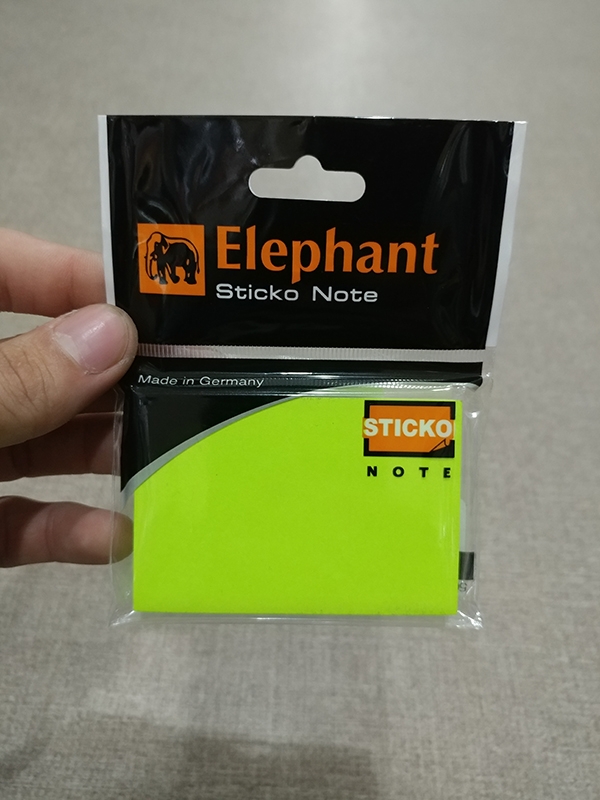 Elephant
Sticko Note
Made in Germany
STICKO
NOTE